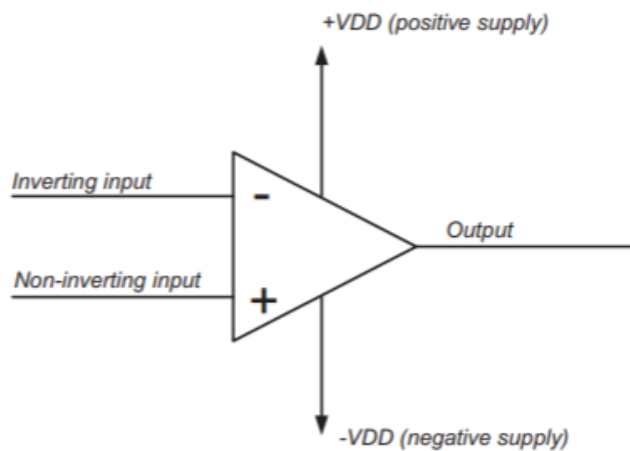 +VDD (positive supply)
Inverting input
-
Output
Non-inverting input
+
-VDD (negative supply)